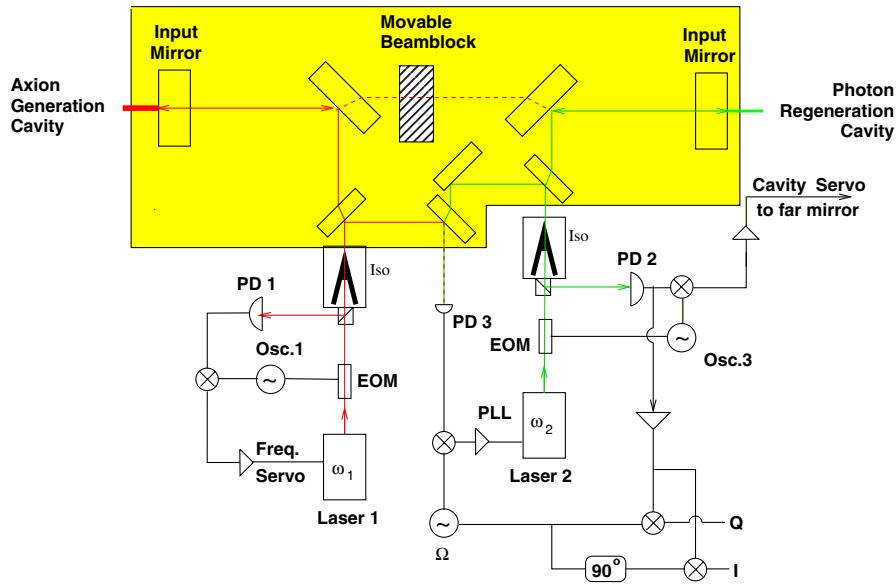 Movable
Beamblock
Input
Mirror
Input
Mirror
Axion
Generation
Cavity
Photon
Regeneration
Cavity
Cavity Servo
to far mirror
Iso
Iso
PD 1
PD 2
PD 3
EOM
Osc.1
Osc.3
EOM
PLL
ω2
Freq.
Servo
ω1
Laser 2
Laser 1
~
~
~
Ω
Q
90°
I